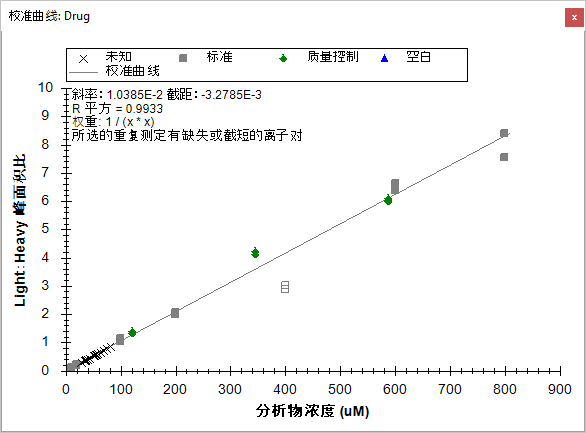 校准曲线: Drug
x
未知
标准
质量控制
空白
校准曲线
斜率: 1.0385E-2 截距: -3.2785E-3
R 平方 = 0.9933
权重: 1 / (x * x)
所选的重复测定有缺失或截短的离子对
Light:Heavy 峰面积比
10
9
8
7
6
5
4
3
2
1
0
0
100
200
300
400
500
600
700
800
900
分析物浓度 (uM)